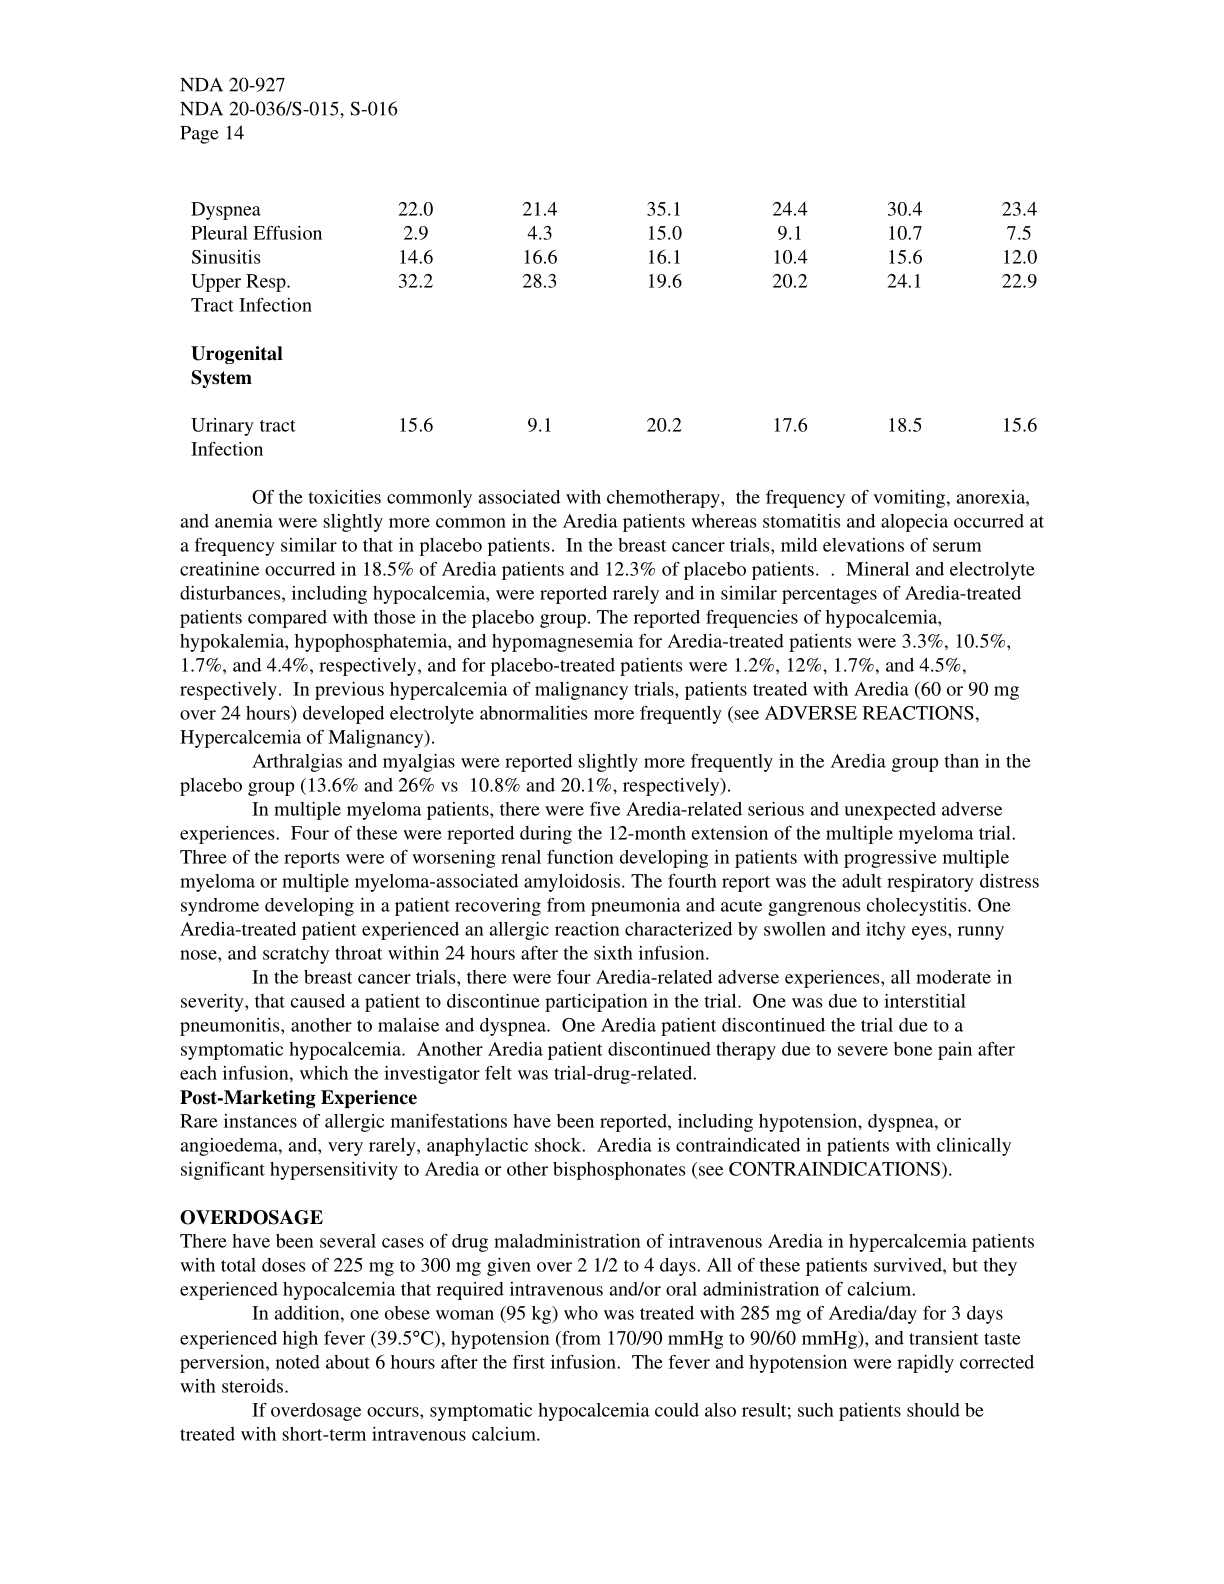 NDA 20-927
NDA 20-036/S-015, S-016
Page 14
Dyspnea 22.0 21.4 35.1 24.4 30.4 23.4
Pleural Effusion 2.9 4.3 15.0 9.1 10.7 7.5
Sinusitis 14.6 16.6 16.1 10.4 15.6 12.0
Upper Resp. 32.2 28.3 19.6 20.2 24.1 22.9
Tract Infection
Urogenital
System
Urinary tract 15.6 9.1 20.2 17.6 18.5 15.6
Infection
Of the toxicities commonly associated with chemotherapy,  the frequency of vomiting, anorexia,
and anemia were slightly more common in the Aredia patients whereas stomatitis and alopecia occurred at
a frequency similar to that in placebo patients.  In the breast cancer trials, mild elevations of serum
creatinine occurred in 18.5% of Aredia patients and 12.3% of placebo patients.  .  Mineral and electrolyte
disturbances, including hypocalcemia, were reported rarely and in similar percentages of Aredia-treated
patients compared with those in the placebo group. The reported frequencies of hypocalcemia,
hypokalemia, hypophosphatemia, and hypomagnesemia for Aredia-treated patients were 3.3%, 10.5%,
1.7%, and 4.4%, respectively, and for placebo-treated patients were 1.2%, 12%, 1.7%, and 4.5%,
respectively.  In previous hypercalcemia of malignancy trials, patients treated with Aredia (60 or 90 mg
over 24 hours) developed electrolyte abnormalities more frequently (see ADVERSE REACTIONS,
Hypercalcemia of Malignancy).
Arthralgias and myalgias were reported slightly more frequently in the Aredia group than in the
placebo group (13.6% and 26% vs  10.8% and 20.1%, respectively).
In multiple myeloma patients, there were five Aredia-related serious and unexpected adverse
experiences.  Four of these were reported during the 12-month extension of the multiple myeloma trial.
Three of the reports were of worsening renal function developing in patients with progressive multiple
myeloma or multiple myeloma-associated amyloidosis. The fourth report was the adult respiratory distress
syndrome developing in a patient recovering from pneumonia and acute gangrenous cholecystitis. One
Aredia-treated patient experienced an allergic reaction characterized by swollen and itchy eyes, runny
nose, and scratchy throat within 24 hours after the sixth infusion.
In the breast cancer trials, there were four Aredia-related adverse experiences, all moderate in
severity, that caused a patient to discontinue participation in the trial.  One was due to interstitial
pneumonitis, another to malaise and dyspnea.  One Aredia patient discontinued the trial due to a
symptomatic hypocalcemia.  Another Aredia patient discontinued therapy due to severe bone pain after
each infusion, which the investigator felt was trial-drug-related.
Post-Marketing Experience
Rare instances of allergic manifestations have been reported, including hypotension, dyspnea, or
angioedema, and, very rarely, anaphylactic shock.  Aredia is contraindicated in patients with clinically
significant hypersensitivity to Aredia or other bisphosphonates (see CONTRAINDICATIONS).
OVERDOSAGE
There have been several cases of drug maladministration of intravenous Aredia in hypercalcemia patients
with total doses of 225 mg to 300 mg given over 2 1/2 to 4 days. All of these patients survived, but they
experienced hypocalcemia that required intravenous and/or oral administration of calcium.
In addition, one obese woman (95 kg) who was treated with 285 mg of Aredia/day for 3 days
experienced high fever (39.5°C), hypotension (from 170/90 mmHg to 90/60 mmHg), and transient taste
perversion, noted about 6 hours after the first infusion.  The fever and hypotension were rapidly corrected
with steroids.
If overdosage occurs, symptomatic hypocalcemia could also result; such patients should be
treated with short-term intravenous calcium.